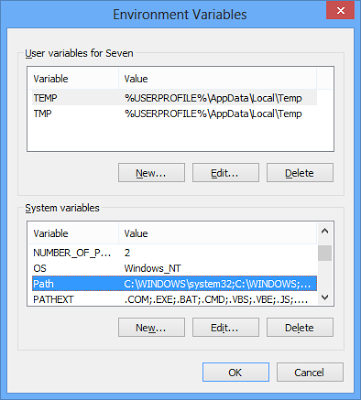 Environment Variables
User variables for Seven
Variable Value
TEMP %USERPROFILE%\AppData\Local\Temp
TMP %USERPROFILE%\AppData\Local\Temp
New... Edit... Delete
System variables
Variable Value
NUMBER_OF_P... 2
OS Windows_NT
Path C:\WINDOWS\system32;C:\WINDOWS;...
PATHEXT .COM;.EXE;.BAT;.CMD;.VBS;.VBE;.JS;....
New... Edit... Delete
OK Cancel